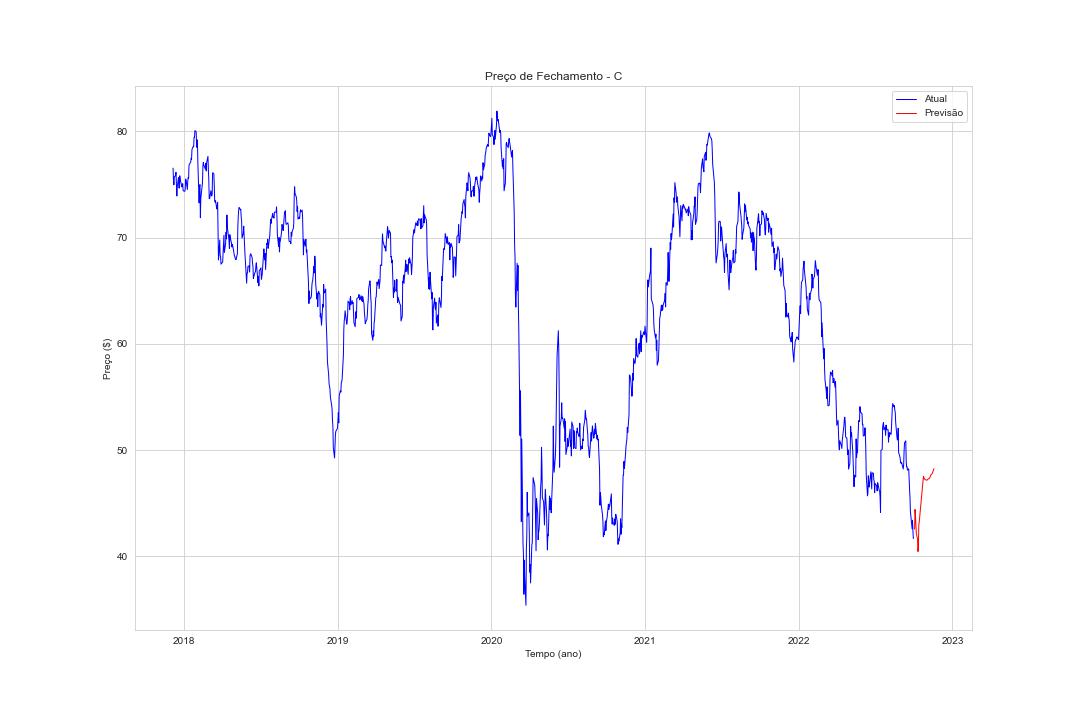 Preço de Fechamento - C
Atual
Previsão
80
70
60
50
40
Preço ($)
2018 2019 2020 2021 2022 2023
Tempo (ano)